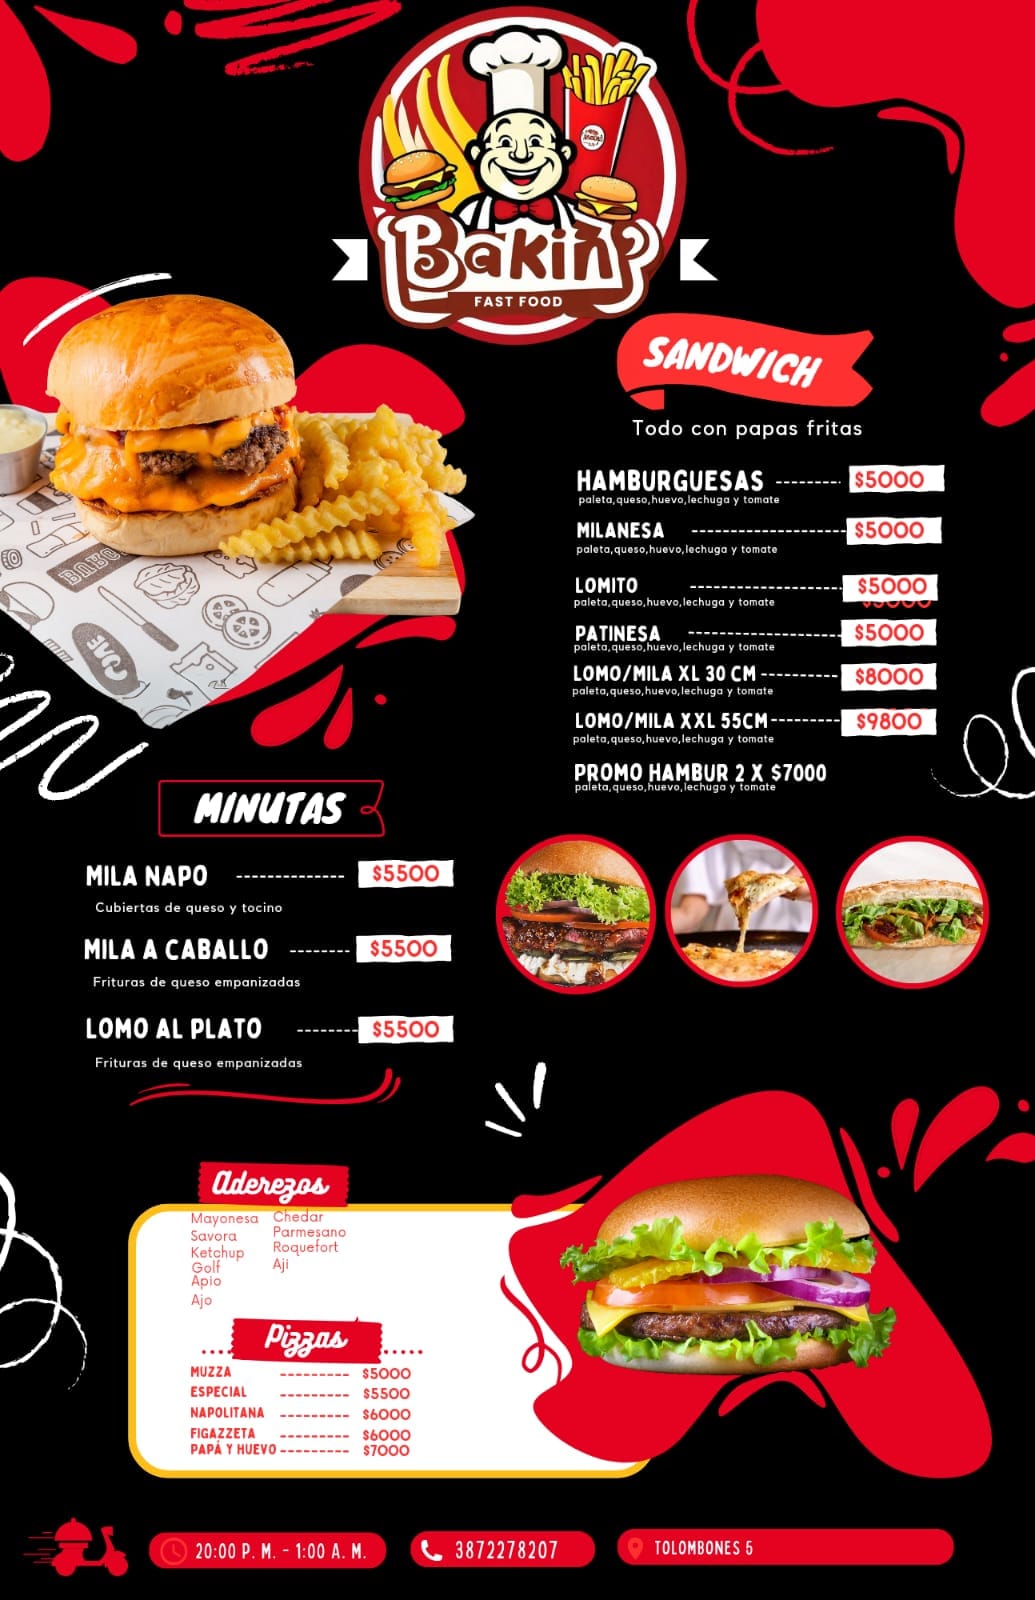 Bakin'
FAST FOOD
SANDWICH
Todo con papas fritas
HAMBURGUESAS --------- $5000
paleta,queso,huevo,lechuga y tomate
MILANESA --------------------- $5000
paleta,queso,huevo,lechuga y tomate
LOMITO --------------------- $5000
paleta,queso,huevo,lechuga y tomate
PATINESA --------------------- $5000
paleta,queso,huevo,lechuga y tomate
LOMO/MILA XL 30 CM ----------- $8000
paleta,queso,huevo,lechuga y tomate
LOMO/MILA XXL 55CM---------- $9800
paleta,queso,huevo,lechuga y tomate
PROMO HAMBUR 2 X $7000
paleta,queso,huevo,lechuga y tomate
MINUTAS
MILA NAPO -------------- $5500
Cubiertas de queso y tocino
MILA A CABALLO -------- $5500
Frituras de queso empanizadas
LOMO AL PLATO -------- $5500
Frituras de queso empanizadas
Aderezos
Mayonesa
Savora
Ketchup
Golf
Apio
Ajo
Chedar
Parmesano
Roquefort
Aji
Pizzas
MUZZA --------- $5000
ESPECIAL --------- $5500
NAPOLITANA --------- $6000
FIGAZZETA --------- $6000
PAPÁ Y HUEVO --------- $7000
20:00 P. M. - 1:00 A. M.
3872278207
TOLOMBONES 5